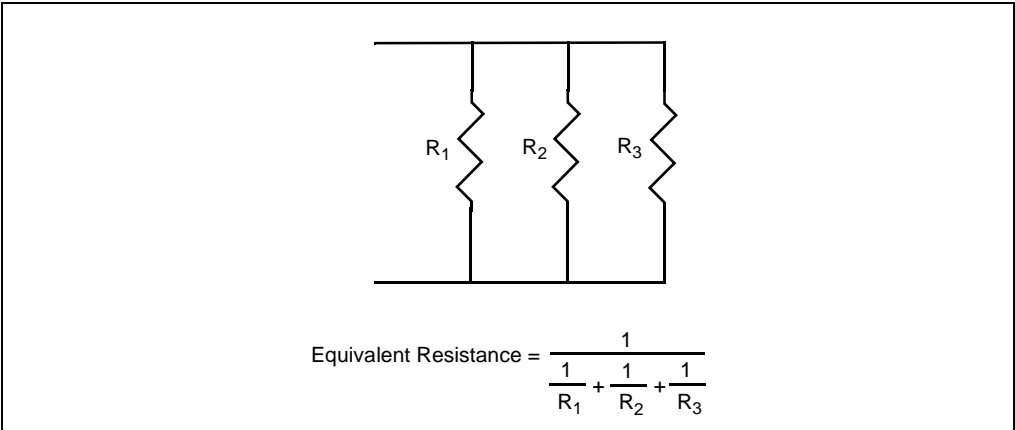 R1 R2 R3
Equivalent Resistance = 1
1 + 1 + 1
R1 R2 R3